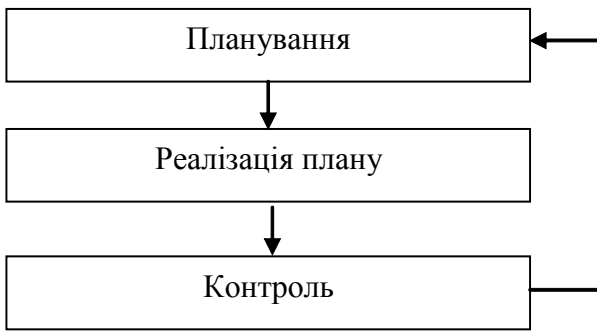 Планування
Реалізація плану
Контроль